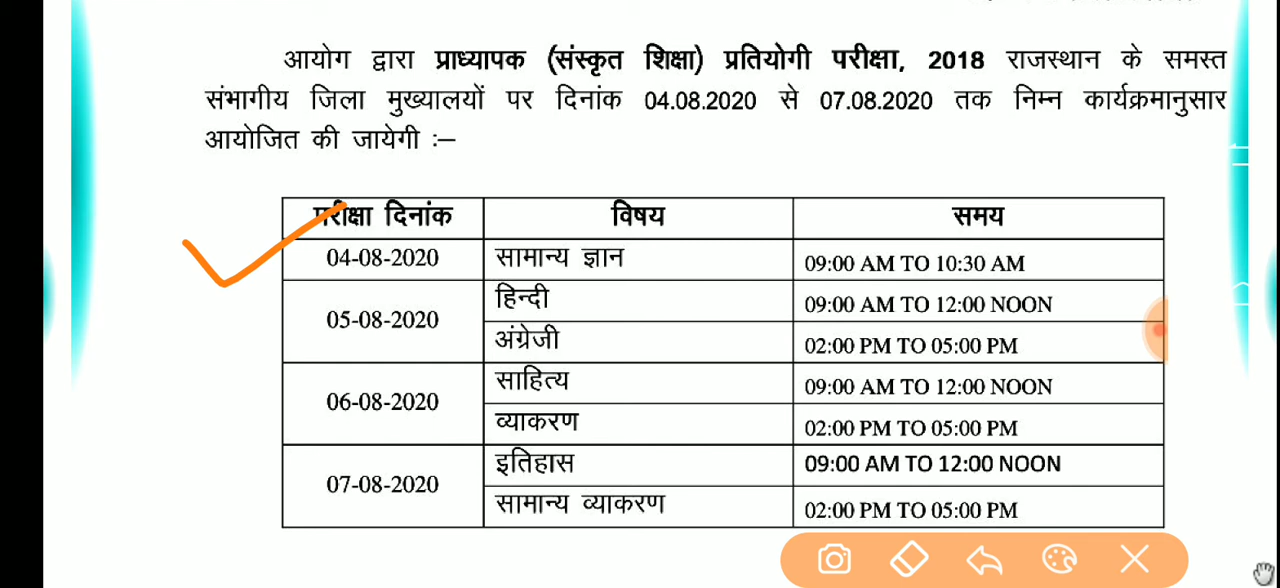 आयोग द्वारा प्राध्यापक (संस्कृत शिक्षा) प्रतियोगी परीक्षा, 2018 राजस्थान के समस्त
संभागीय जिला मुख्यालयों पर दिनांक 04.08.2020 से 07.08.2020 तक निम्न कार्यक्रमानुसार
आयोजित की जायेगी :–
परीक्षा दिनांक विषय समय
04-08-2020 सामान्य ज्ञान 09:00 AM TO 10:30 AM
05-08-2020 हिन्दी 09:00 AM TO 12:00 NOON
अंग्रेजी 02:00 PM TO 05:00 PM
06-08-2020 साहित्य 09:00 AM TO 12:00 NOON
व्याकरण 02:00 PM TO 05:00 PM
07-08-2020 इतिहास 09:00 AM TO 12:00 NOON
सामान्य व्याकरण 02:00 PM TO 05:00 PM